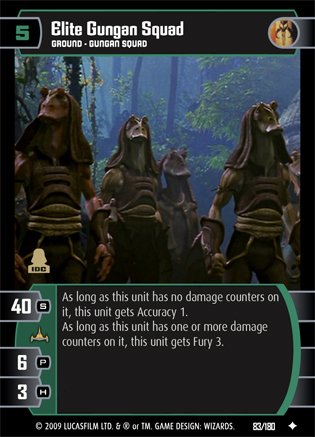 5
Elite Gungan Squad
GROUND - GUNGAN SQUAD
IDC
40 S
As long as this unit has no damage counters on
it, this unit gets Accuracy 1.
As long as this unit has one or more damage
counters on it, this unit gets Fury 3.
6 P
3 H
© 2009 LUCASFILM LTD. & ® or TM. GAME DESIGN: WIZARDS. 83/180